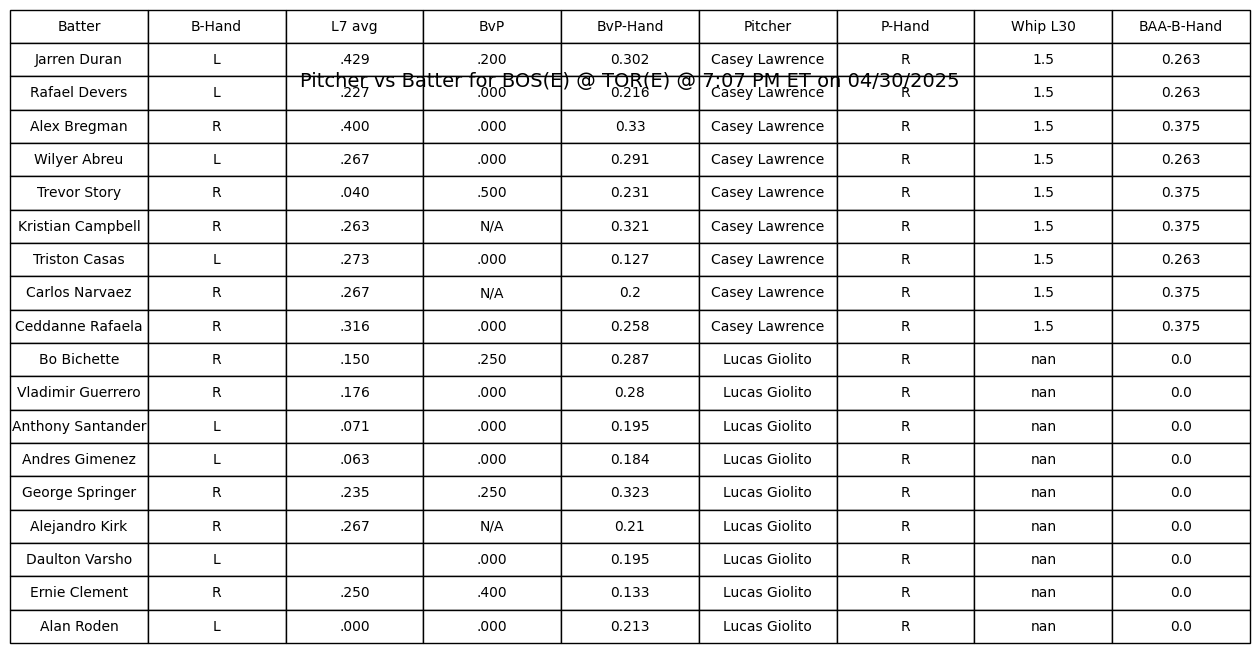 Batter B-Hand L7 avg BvP BvP-Hand Pitcher P-Hand Whip L30 BAA-B-Hand
Jarren Duran L .429 .200 0.302 Casey Lawrence R 1.5 0.263
Pitcher vs Batter for BOS(E) @ TOR(E) @ 7:07 PM ET on 04/30/2025
Rafael Devers L .227 .000 0.216 Casey Lawrence R 1.5 0.263
Alex Bregman R .400 .000 0.33 Casey Lawrence R 1.5 0.375
Wilyer Abreu L .267 .000 0.291 Casey Lawrence R 1.5 0.263
Trevor Story R .040 .500 0.231 Casey Lawrence R 1.5 0.375
Kristian Campbell R .263 N/A 0.321 Casey Lawrence R 1.5 0.375
Triston Casas L .273 .000 0.127 Casey Lawrence R 1.5 0.263
Carlos Narvaez R .267 N/A 0.2 Casey Lawrence R 1.5 0.375
Ceddanne Rafaela R .316 .000 0.258 Casey Lawrence R 1.5 0.375
Bo Bichette R .150 .250 0.287 Lucas Giolito R nan 0.0
Vladimir Guerrero R .176 .000 0.28 Lucas Giolito R nan 0.0
Anthony Santander L .071 .000 0.195 Lucas Giolito R nan 0.0
Andres Gimenez L .063 .000 0.184 Lucas Giolito R nan 0.0
George Springer R .235 .250 0.323 Lucas Giolito R nan 0.0
Alejandro Kirk R .267 N/A 0.21 Lucas Giolito R nan 0.0
Daulton Varsho L .000 0.195 Lucas Giolito R nan 0.0
Ernie Clement R .250 .400 0.133 Lucas Giolito R nan 0.0
Alan Roden L .000 .000 0.213 Lucas Giolito R nan 0.0